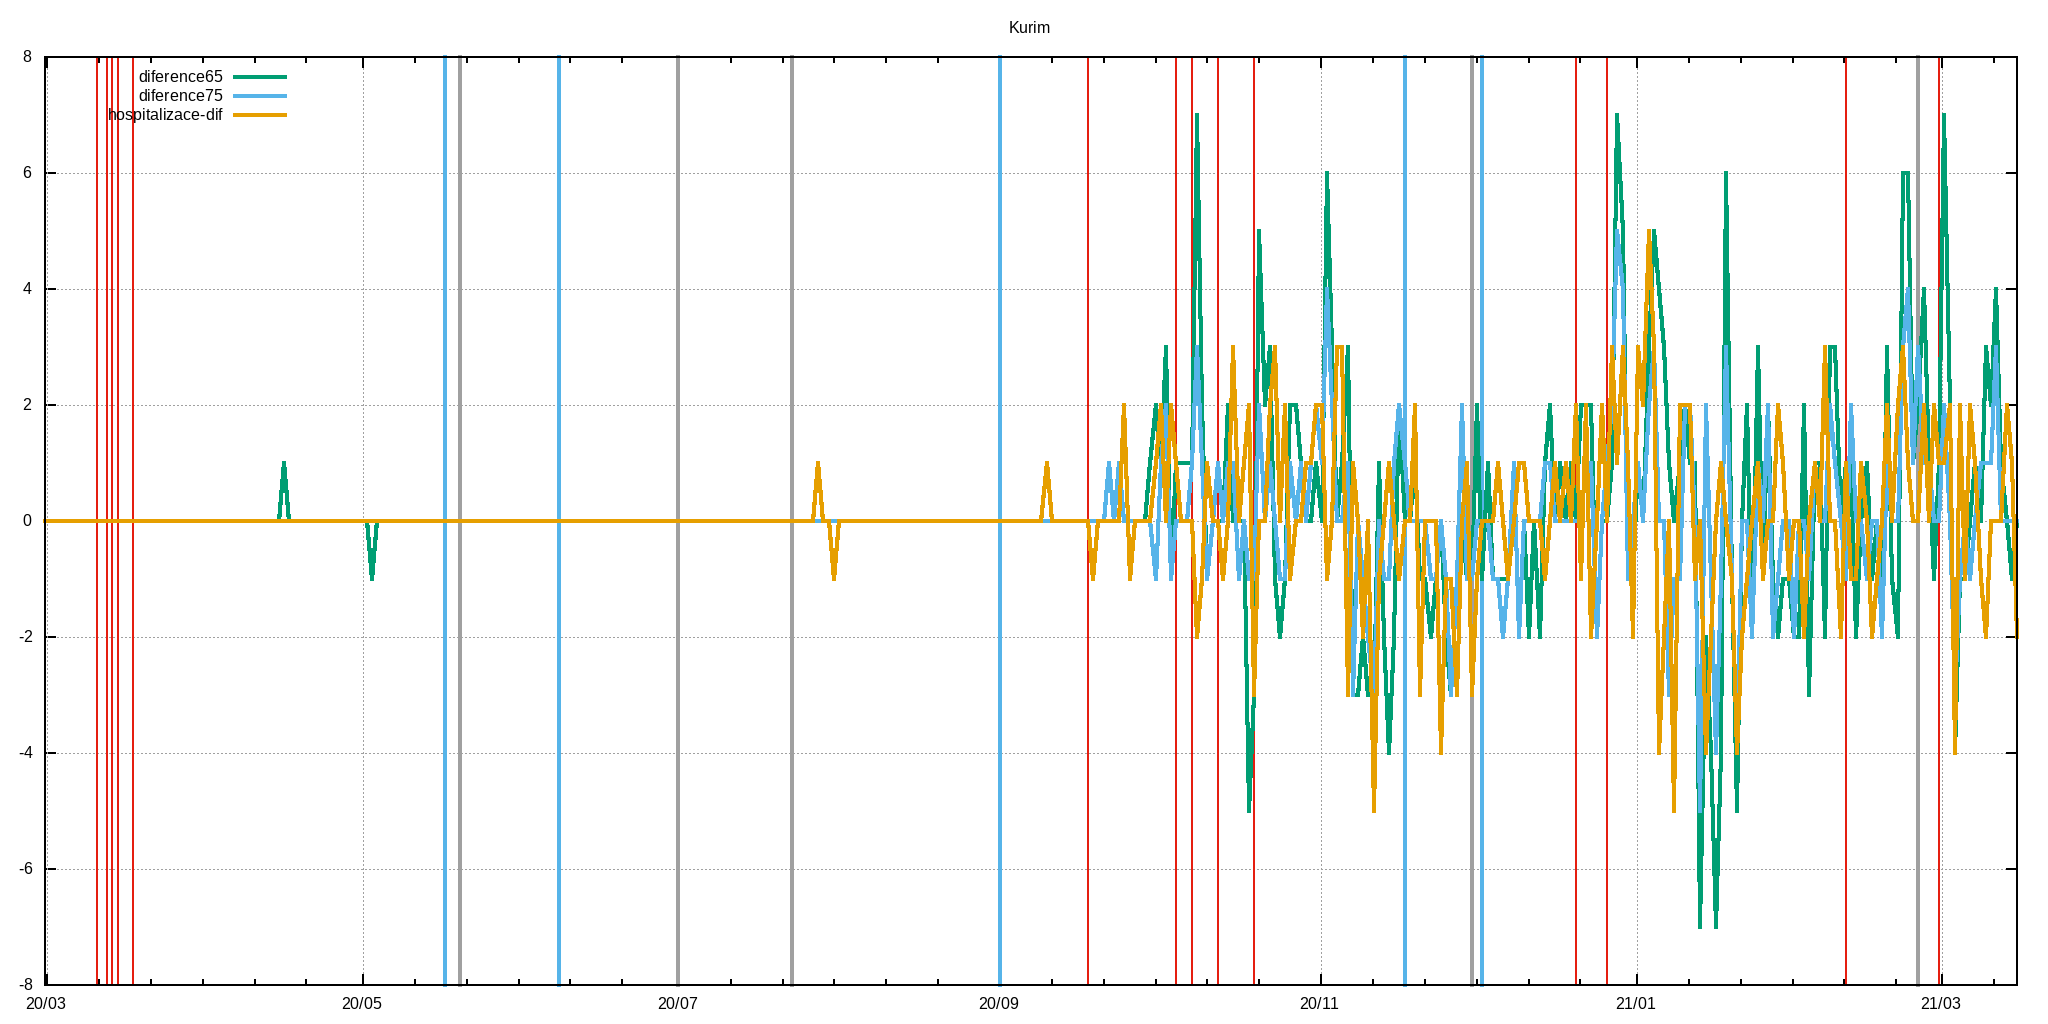 Kurim
8
diference65
diference75
hospitalizace-dif
6
4
2
0
-2
-4
-6
-8
20/03 20/05 20/07 20/09 20/11 21/01 21/03